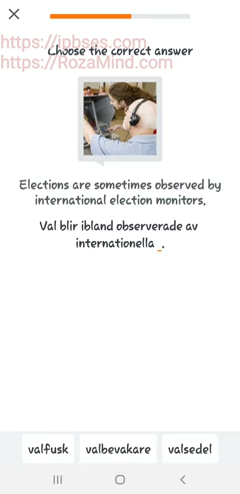 https://jobses.com
https://RozaMind.com
Choose the correct answer
Elections are sometimes observed by
international election monitors.
Val blir ibland observerade av
internationella _.
valfusk
valbevakare
valsedel